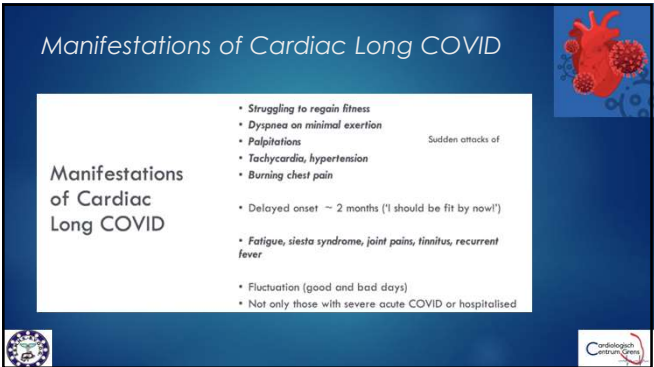 Manifestations of Cardiac Long COVID
Manifestations
of Cardiac
Long COVID
• Struggling to regain fitness
• Dyspnea on minimal exertion
• Palpitations
Sudden attacks of
• Tachycardia, hypertension
• Burning chest pain
• Delayed onset ~ 2 months ('I should be fit by now!')
• Fatigue, siesta syndrome, joint pains, tinnitus, recurrent
fever
• Fluctuation (good and bad days)
• Not only those with severe acute COVID or hospitalised
Cardiologisch
Centrum Grens